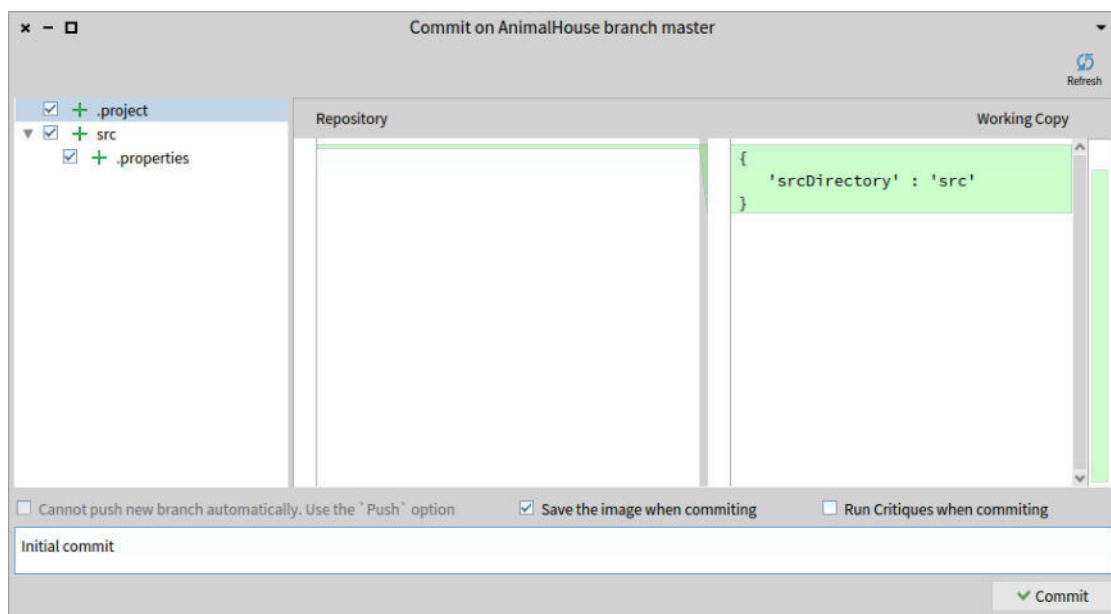 Commit on AnimalHouse branch master
Refresh
.project
src
.properties
Repository
Working Copy
{
'srcDirectory' : 'src'
}
Cannot push new branch automatically. Use the `Push` option
Save the image when commiting
Run Critiques when commiting
Initial commit
Commit